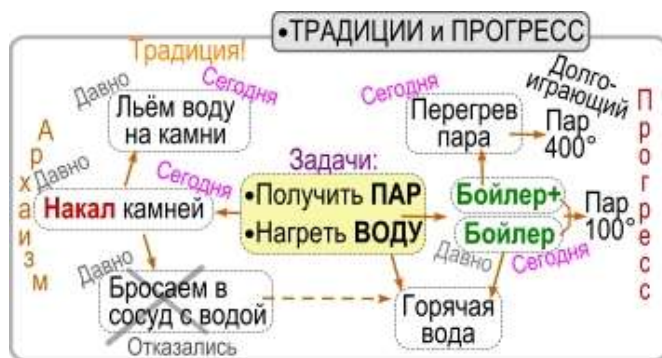 •ТРАДИЦИИ и ПРОГРЕСС
Традиция!
Давно
Сегодня
Льём воду
на камни
Архаизм
Давно
Сегодня
Накал камней
Давно
Бросаем в
сосуд с водой
Отказались
Задачи:
•Получить ПАР
•Нагреть ВОДУ
Сегодня
Перегрев
пара
Долго-
играющий
Пар
400°
Бойлер+
Бойлер
Пар
100°
Давно
Сегодня
Горячая
вода
Прогресс